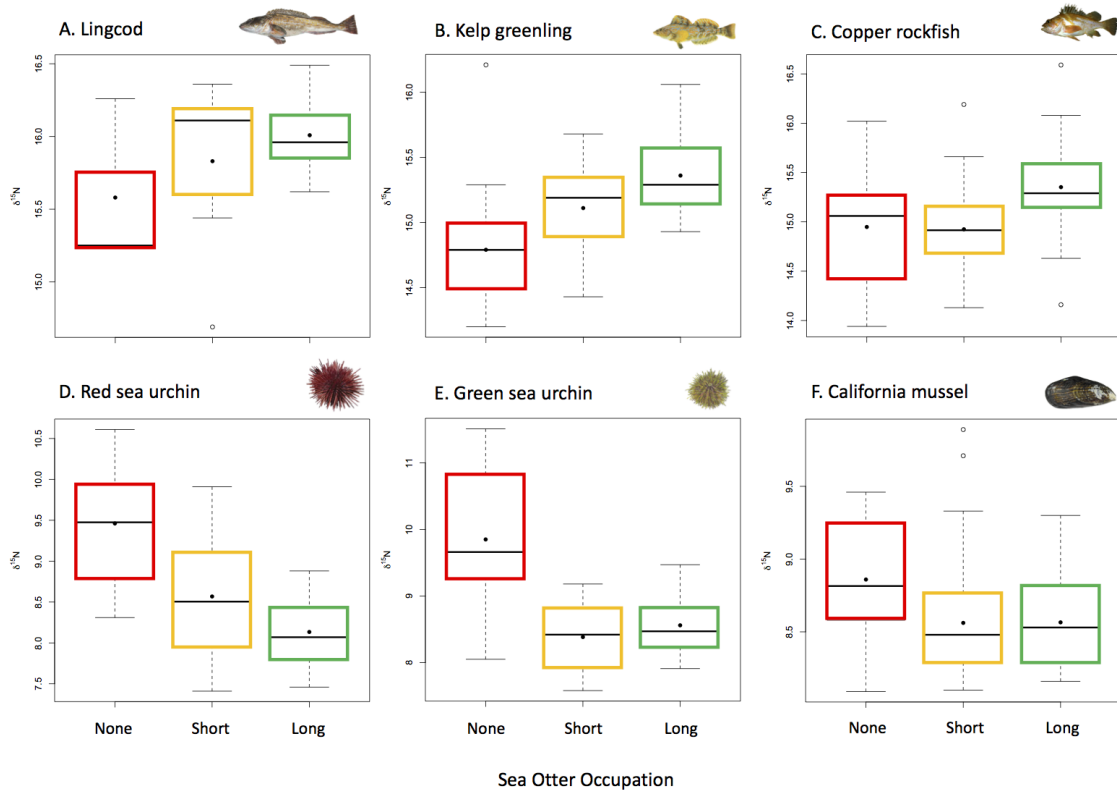 A. Lingcod
B. Kelp greenling
C. Copper rockfish
δ15N
16.5
16.0
15.5
15.0
δ15N
16.0
15.5
15.0
14.5
δ15N
16.5
16.0
15.5
15.0
14.5
14.0
D. Red sea urchin
E. Green sea urchin
F. California mussel
δ15N
10.5
10.0
9.5
9.0
8.5
8.0
7.5
δ15N
11
10
9
8
δ15N
9.5
9.0
8.5
None Short Long
None Short Long
None Short Long
Sea Otter Occupation